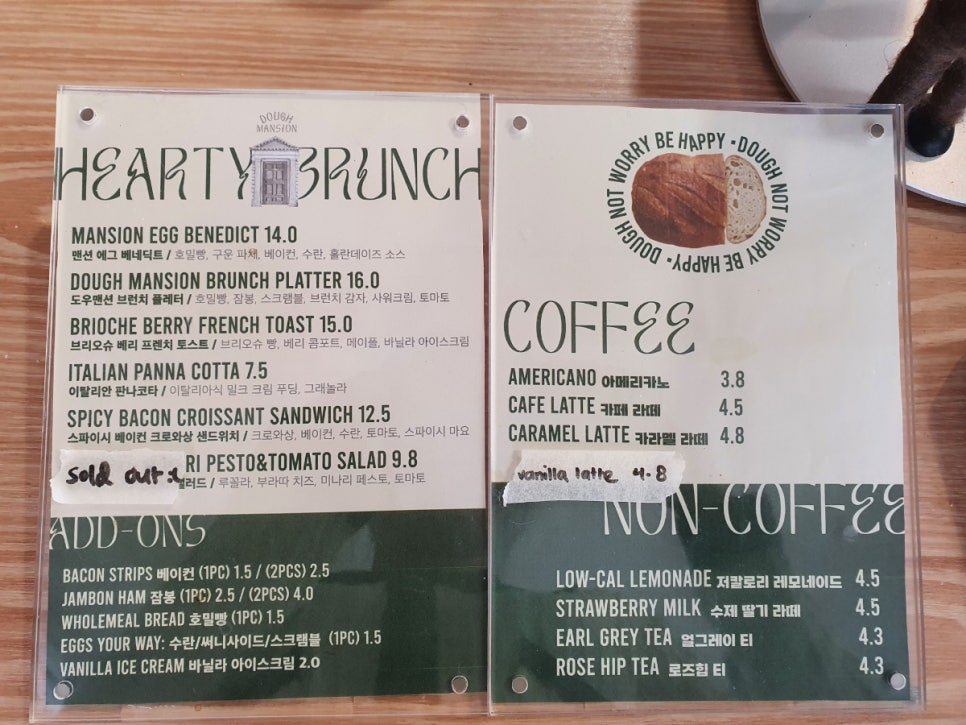 DOUGH
MANSION
HEARTY BRUNCH
MANSION EGG BENEDICT 14.0
맨션 에그 베네딕트 / 호밀빵, 구운 파채, 베이컨, 수란, 홀란데이즈 소스
DOUGH MANSION BRUNCH PLATTER 16.0
도우맨션 브런치 플레터 / 호밀빵, 잠봉, 스크램블, 브런치 감자, 사워크림, 토마토
BRIOCHE BERRY FRENCH TOAST 15.0
브리오슈 베리 프렌치 토스트 / 브리오슈 빵, 베리 콤포트, 메이플, 바닐라 아이스크림
ITALIAN PANNA COTTA 7.5
이탈리안 판나코타 / 이탈리아식 밀크 크림 푸딩, 그래놀라
SPICY BACON CROISSANT SANDWICH 12.5
스파이시 베이컨 크로와상 샌드위치 / 크로와상, 베이컨, 수란, 토마토, 스파이시 마요
RI PESTO&TOMATO SALAD 9.8
sold out :(
샐러드 / 루꼴라, 부라따 치즈, 미나리 페스토, 토마토
ADD-ONS
BACON STRIPS 베이컨 (1PC) 1.5 / (2PCS) 2.5
JAMBON HAM 잠봉 (1PC) 2.5 / (2PCS) 4.0
WHOLEMEAL BREAD 호밀빵 (1PC) 1.5
EGGS YOUR WAY: 수란/써니사이드/스크램블 (1PC) 1.5
VANILLA ICE CREAM 바닐라 아이스크림 2.0
DOUGH NOT WORRY BE HAPPY • DOUGH NOT WORRY BE HAPPY •
COFFEE
AMERICANO 아메리카노 3.8
CAFE LATTE 카페 라떼 4.5
CARAMEL LATTE 카라멜 라떼 4.8
vanilla latte 4.8
NON-COFFEE
LOW-CAL LEMONADE 저칼로리 레모네이드 4.5
STRAWBERRY MILK 수제 딸기 라떼 4.5
EARL GREY TEA 얼그레이 티 4.3
ROSE HIP TEA 로즈힙 티 4.3